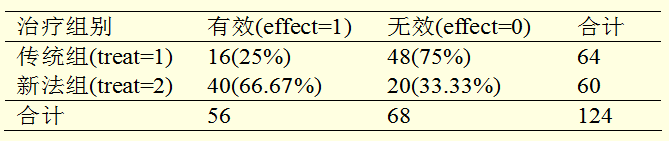 治疗组别 有效(effect=1) 无效(effect=0) 合计
传统组(treat=1) 16(25%) 48(75%) 64
新法组(treat=2) 40(66.67%) 20(33.33%) 60
合计 56 68 124